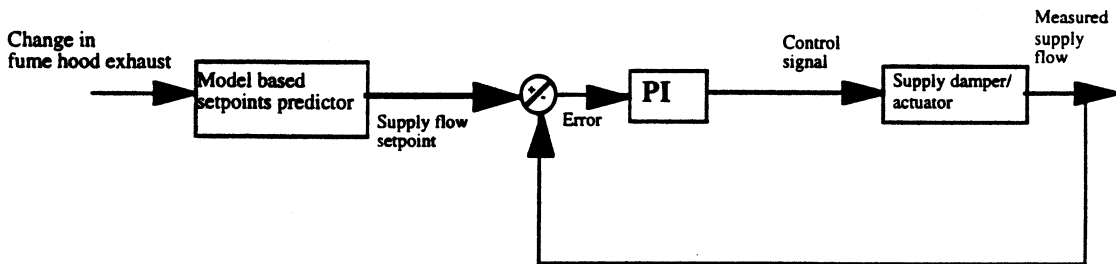 Change in
fume hood exhaust
Model based
setpoints predictor
Supply flow
setpoint
+
-
Error
PI
Control
signal
Supply damper/
actuator
Measured
supply
flow